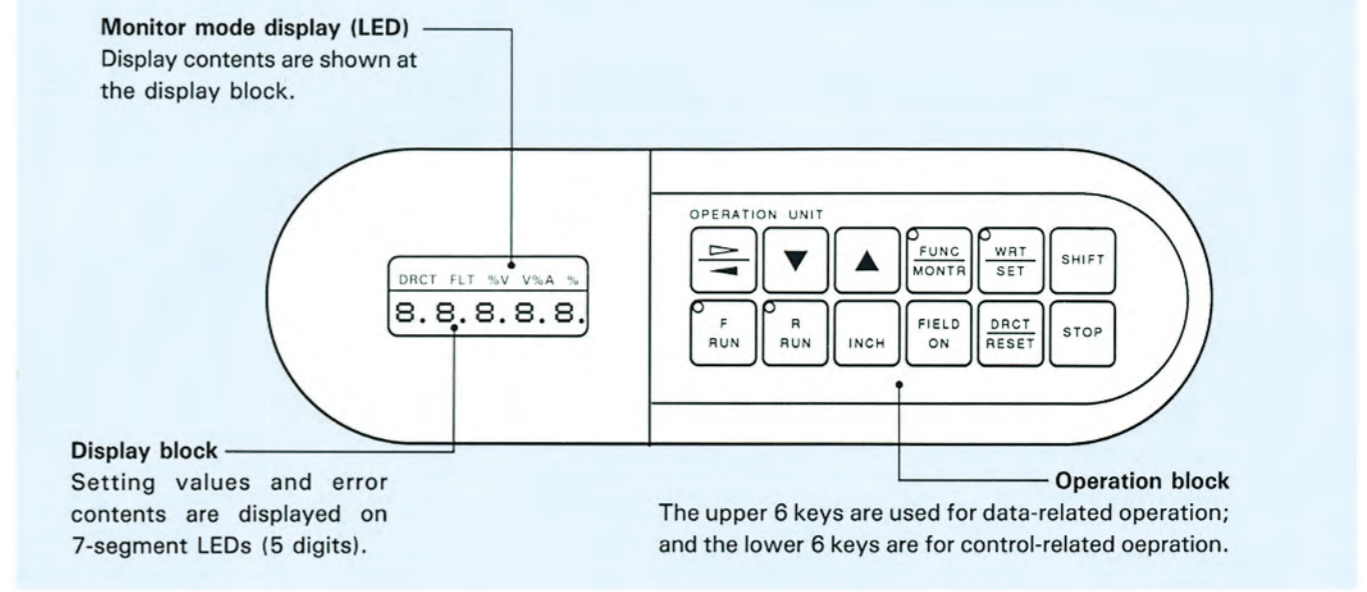 Monitor mode display (LED)
Display contents are shown at
the display block.
OPERATION UNIT
DRCT FLT %V V%A %
8.8.8.8.8.
▼ ▲ FUNC MONTR WRT SET SHIFT
F RUN R RUN INCH FIELD ON DRCT RESET STOP
Display block
Setting values and error
contents are displayed on
7-segment LEDs (5 digits).
Operation block
The upper 6 keys are used for data-related operation;
and the lower 6 keys are for control-related oepration.